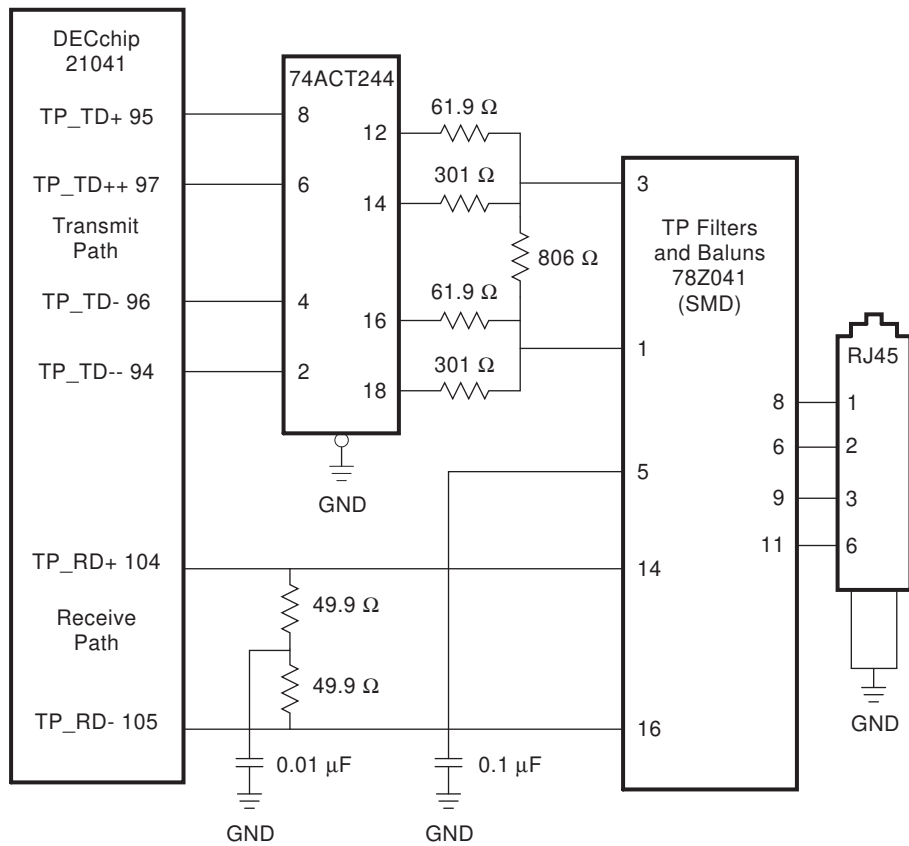 DECchip
21041
74ACT244
TP_TD+ 95
8
12
61.9 Ω
TP_TD++ 97
6
14
301 Ω
3
Transmit
Path
806 Ω
TP Filters
and Baluns
78Z041
(SMD)
TP_TD- 96
4
16
61.9 Ω
1
TP_TD-- 94
2
18
301 Ω
RJ45
8
1
6
2
GND
5
9
3
11
6
TP_RD+ 104
14
49.9 Ω
Receive
Path
49.9 Ω
GND
TP_RD- 105
16
0.01 μF
0.1 μF
GND
GND